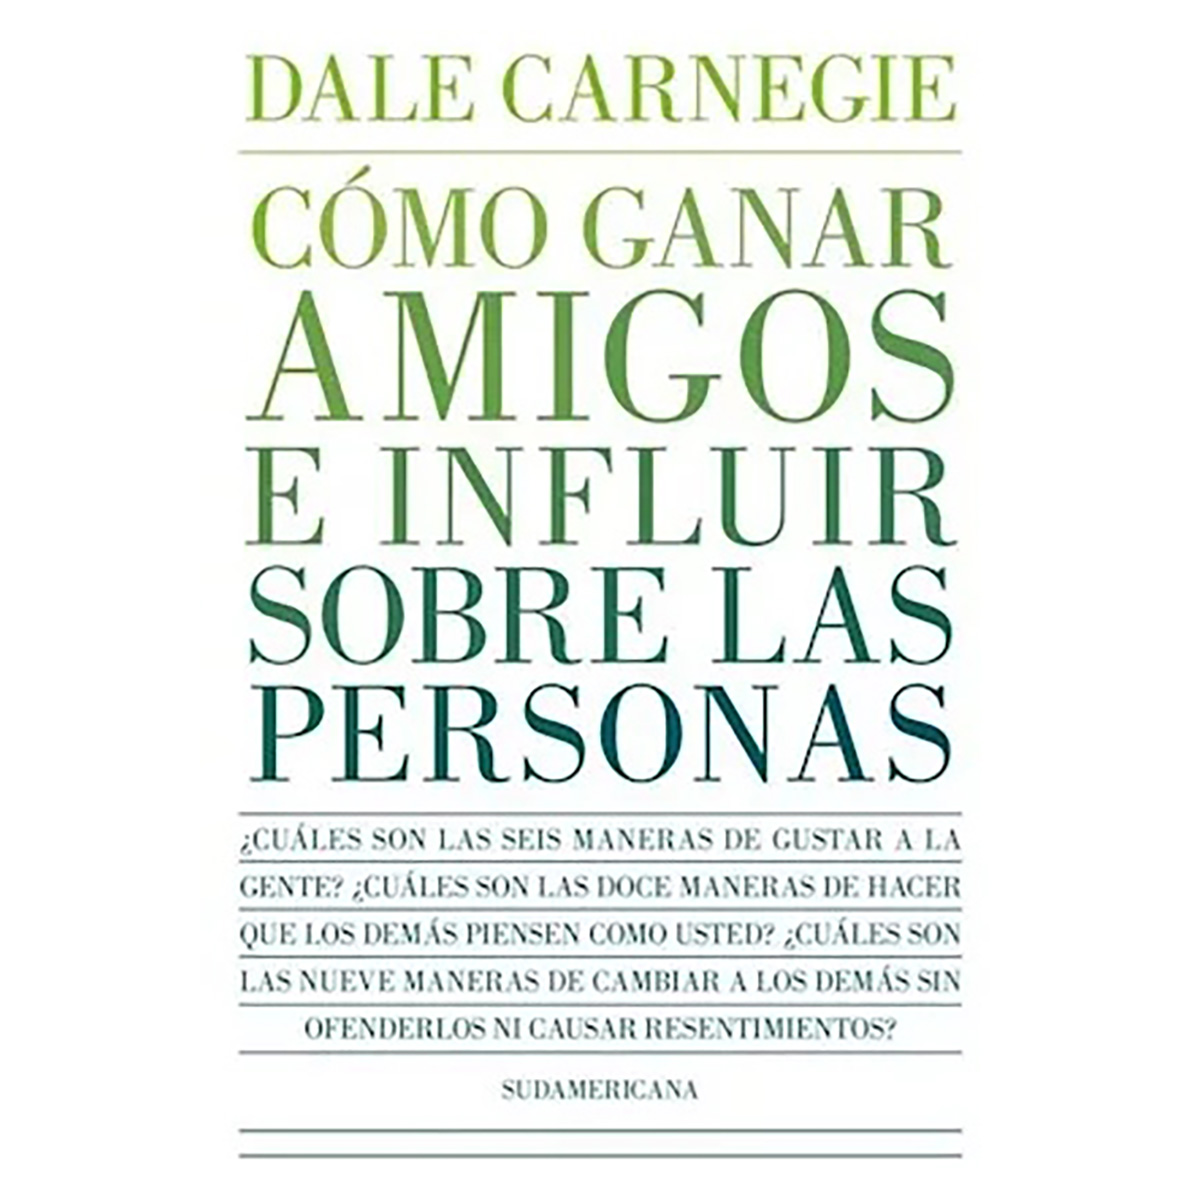 DALE CARNEGIE
CÓMO GANAR
AMIGOS
E INFLUIR
SOBRE LAS
PERSONAS
¿CUÁLES SON LAS SEIS MANERAS DE GUSTAR A LA
GENTE? ¿CUÁLES SON LAS DOCE MANERAS DE HACER
QUE LOS DEMÁS PIENSEN COMO USTED? ¿CUÁLES SON
LAS NUEVE MANERAS DE CAMBIAR A LOS DEMÁS SIN
OFENDERLOS NI CAUSAR RESENTIMIENTOS?
SUDAMERICANA